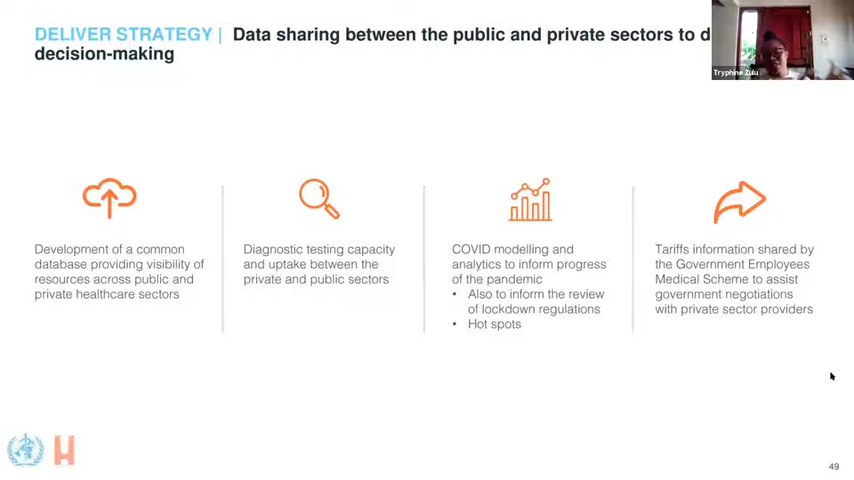 DELIVER STRATEGY | Data sharing between the public and private sectors to d
decision-making
Tryphine Zulu
Development of a common
database providing visibility of
resources across public and
private healthcare sectors
Diagnostic testing capacity
and uptake between the
private and public sectors
COVID modelling and
analytics to inform progress
of the pandemic
• Also to inform the review
of lockdown regulations
• Hot spots
Tariffs information shared by
the Government Employees
Medical Scheme to assist
government negotiations
with private sector providers
49